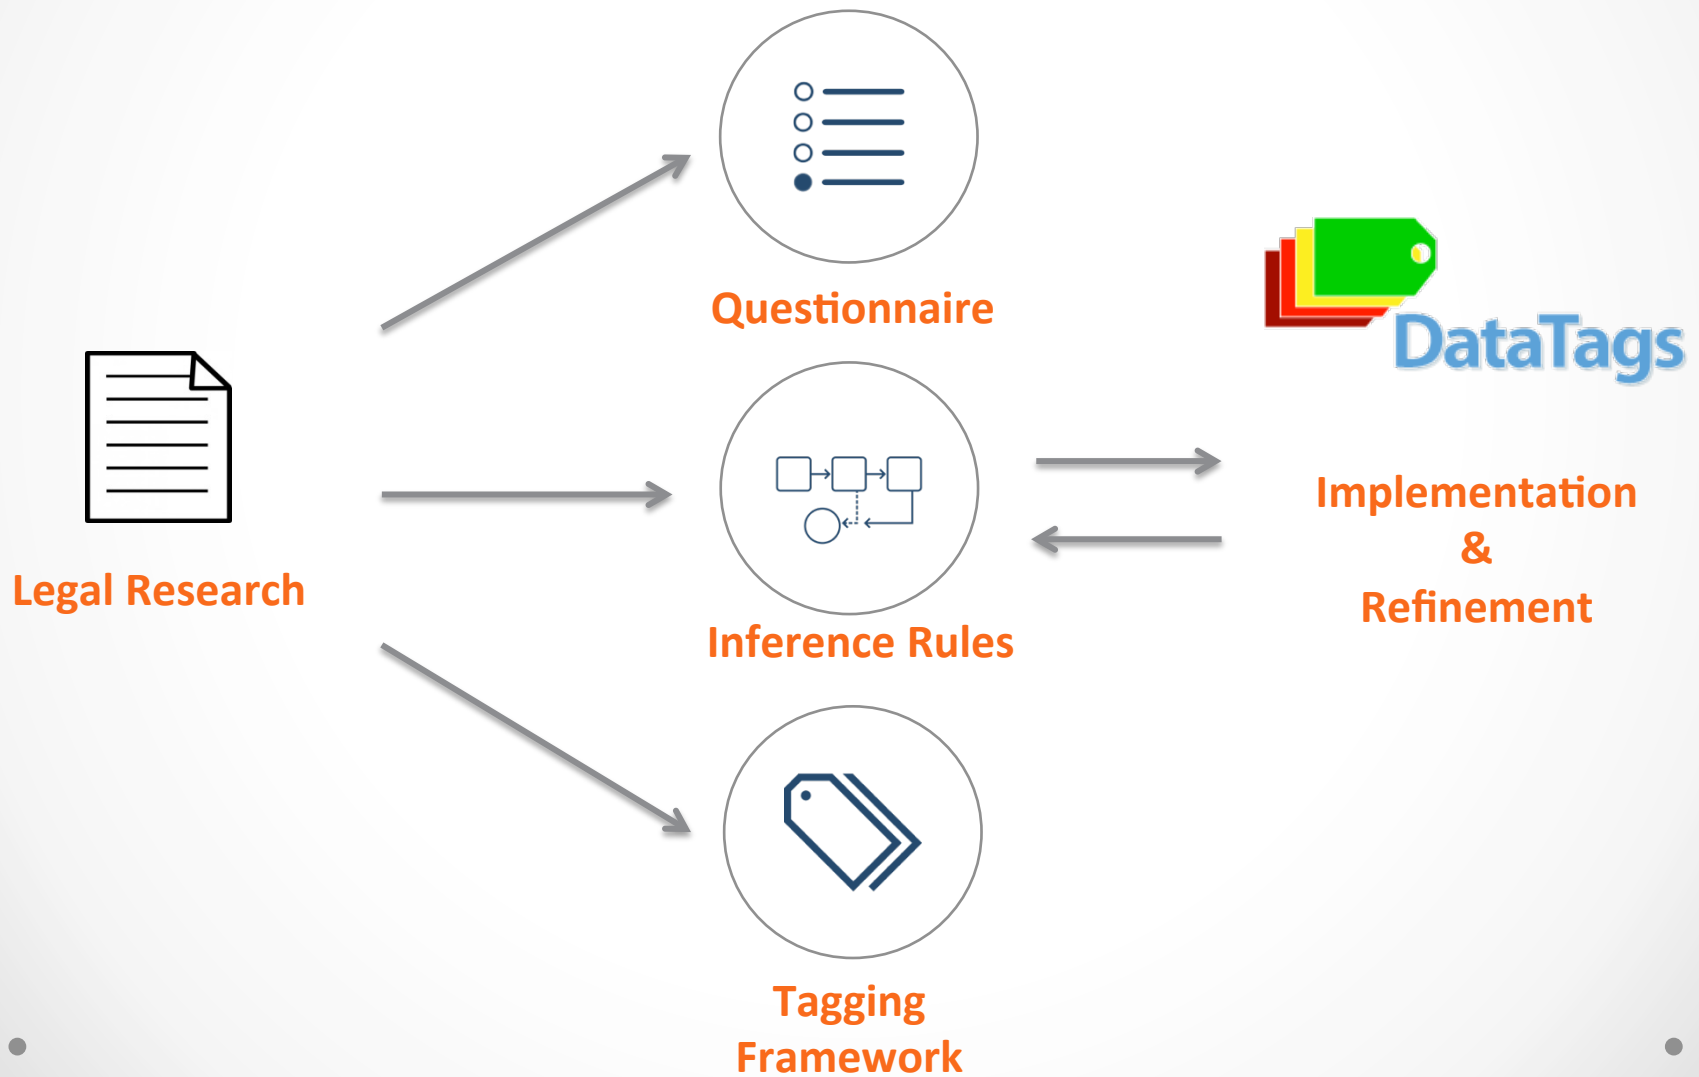 Legal Research
Questionnaire
Inference Rules
Tagging
Framework
DataTags
Implementation
&
Refinement